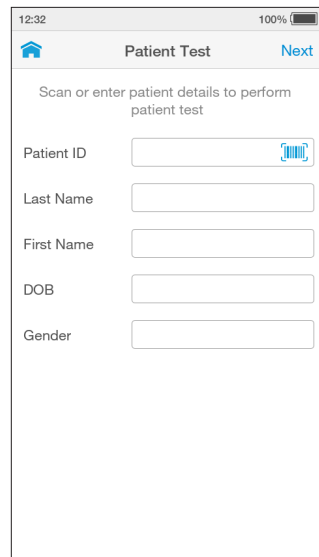 12:32 100%
Patient Test Next
Scan or enter patient details to perform
patient test
Patient ID
Last Name
First Name
DOB
Gender